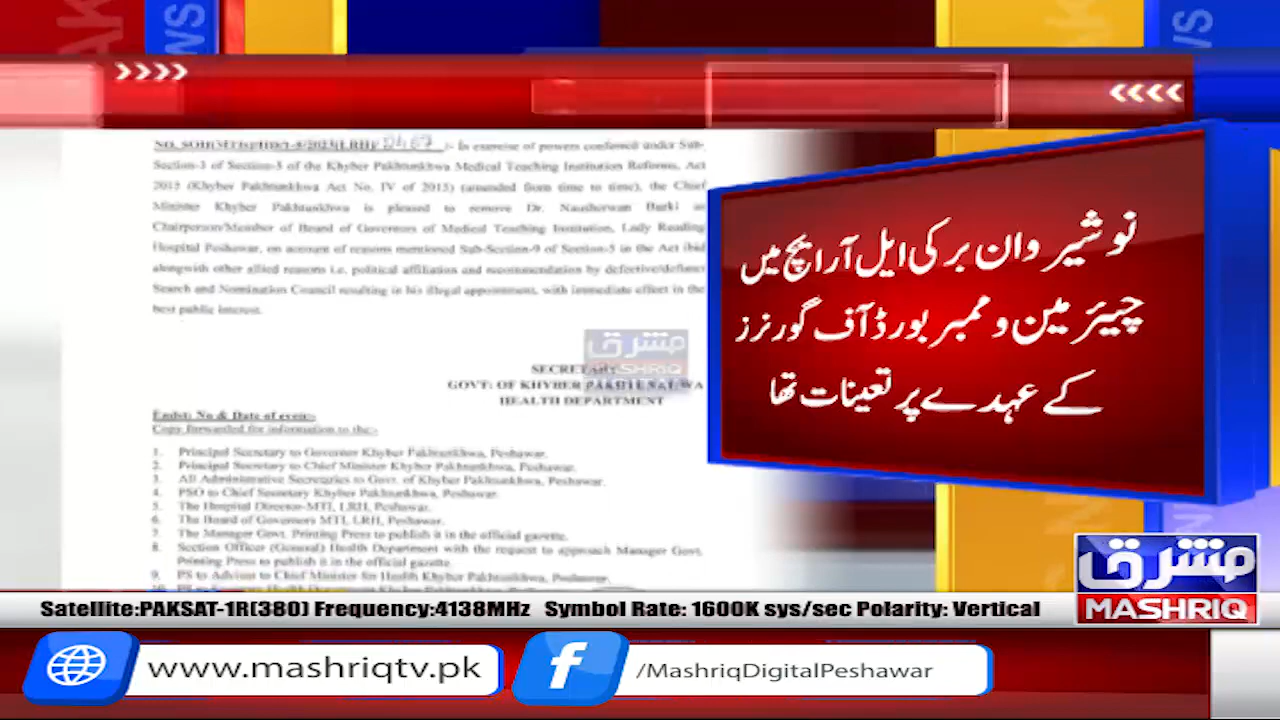 NO. SOH(MTI)/HD/1-8/2023(LRH)/ :- In exercise of powers conferred under Sub-
Section-3 of Section-5 of the Khyber Pakhtunkhwa Medical Teaching Institution Reforms, Act
2015 (Khyber Pakhtunkhwa Act No. IV of 2015) (amended from time to time), the Chief
Minister Khyber Pakhtunkhwa is pleased to remove Dr. Nausherwan Burki as
Chairperson/Member of Board of Governors of Medical Teaching Institution, Lady Reading
Hospital Peshawar, on account of reasons mentioned Sub-Section-9 of Section-5 in the Act ibid
alongwith other allied reasons i.e. political affiliation and recommendation by defective/defunct
Search and Nomination Council resulting in his illegal appointment, with immediate effect in the
best public interest.
SECRETARY
GOVT: OF KHYBER PAKHTUNKHWA
HEALTH DEPARTMENT
Endst: No & Date of even:-
Copy forwarded for information to the:-
1. Principal Secretary to Governor Khyber Pakhtunkhwa, Peshawar.
2. Principal Secretary to Chief Minister Khyber Pakhtunkhwa, Peshawar.
3. All Administrative Secretaries to Govt. of Khyber Pakhtunkhwa, Peshawar.
4. PSO to Chief Secretary Khyber Pakhtunkhwa, Peshawar.
5. The Hospital Director-MTI, LRH, Peshawar.
6. The Board of Governors MTI, LRH, Peshawar.
7. The Manager Govt. Printing Press to publish it in the official gazette.
8. Section Officer (General) Health Department with the request to approach Manager Govt.
Printing Press to publish it in the official gazette.
9. PS to Advisor to Chief Minister for Health Khyber Pakhtunkhwa, Peshawar.
نوشیروان برکی ایل آر ایچ میں
چیئرمین و ممبر بورڈ آف گورنرز
کے عہدے پر تعینات تھا
مشرق
MASHRIQ
مشرق
MASHRIQ
Satellite:PAKSAT-1R(380) Frequency:4138MHz Symbol Rate: 1600K sys/sec Polarity: Vertical
www.mashriqtv.pk
/MashriqDigitalPeshawar